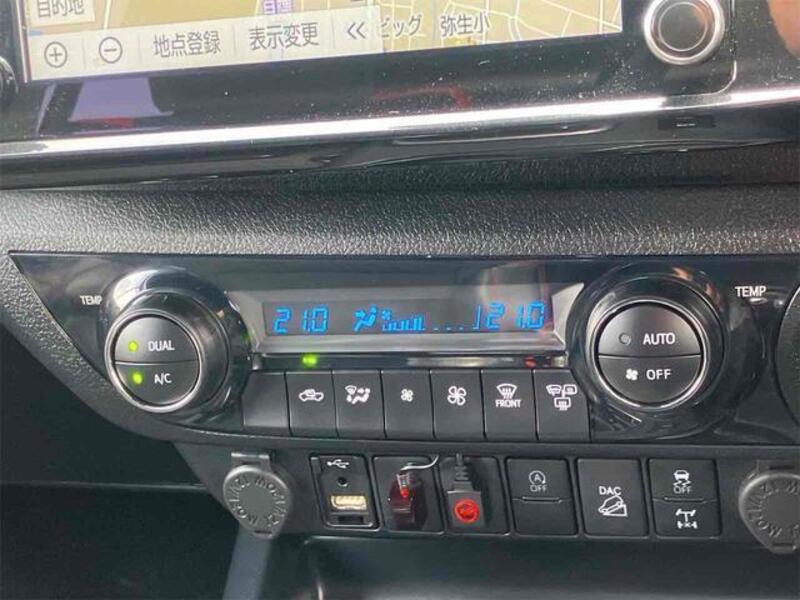 目的地
地点登録
表示変更
ビッグ 弥生小
TEMP
21.0
21.0
TEMP
DUAL
A/C
AUTO
OFF
FRONT
OFF
DAC
OFF